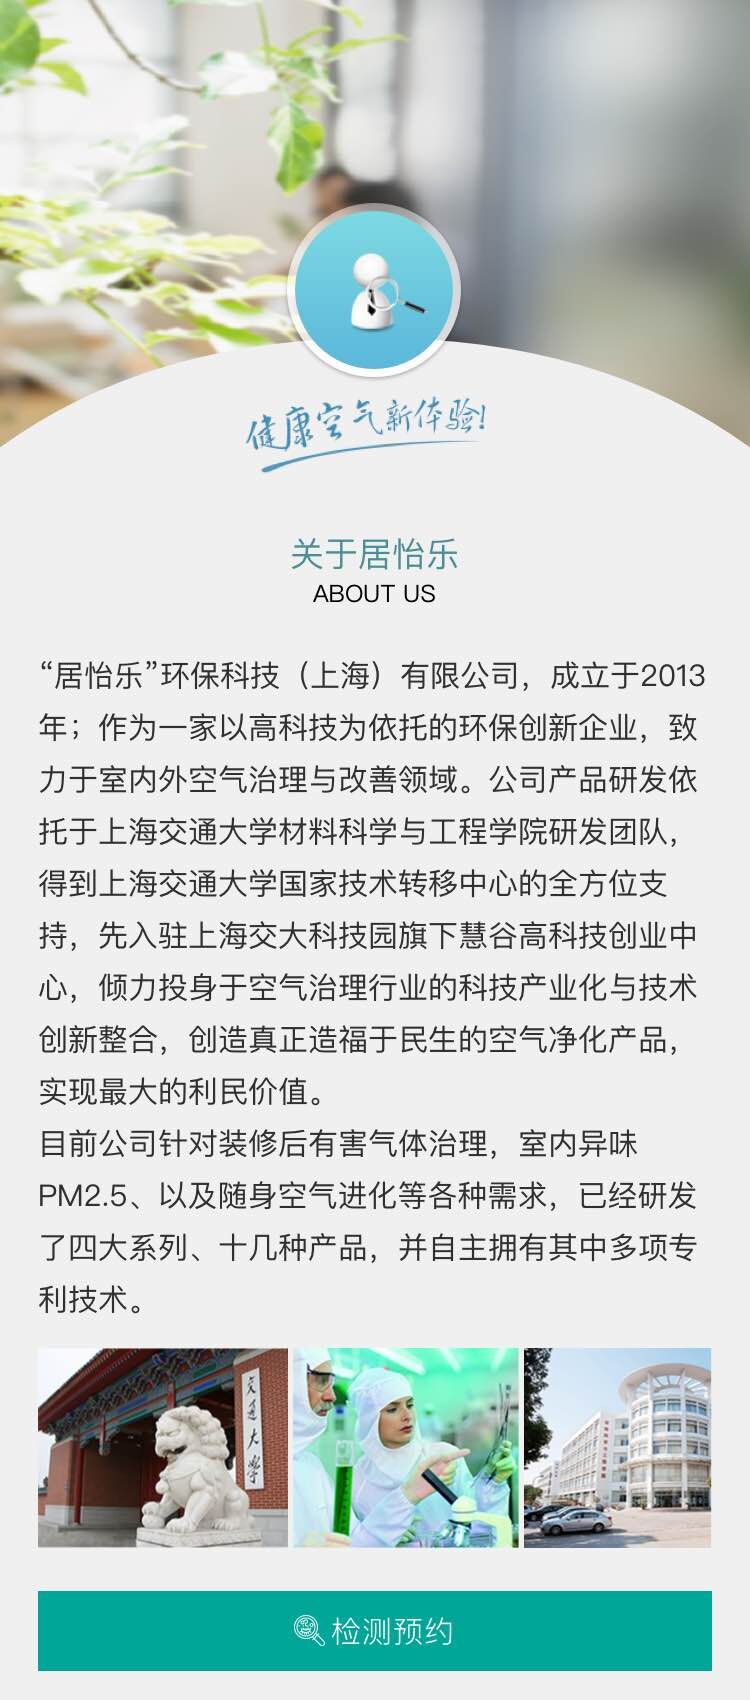 健康空气新体验!
关于居怡乐
ABOUT US
“居怡乐”环保科技（上海）有限公司，成立于2013
年；作为一家以高科技为依托的环保创新企业，致
力于室内外空气治理与改善领域。公司产品研发依
托于上海交通大学材料科学与工程学院研发团队，
得到上海交通大学国家技术转移中心的全方位支
持，先入驻上海交大科技园旗下慧谷高科技创业中
心，倾力投身于空气治理行业的科技产业化与技术
创新整合，创造真正造福于民生的空气净化产品，
实现最大的利民价值。
目前公司针对装修后有害气体治理，室内异味
PM2.5、以及随身空气进化等各种需求，已经研发
了四大系列、十几种产品，并自主拥有其中多项专
利技术。
交通大学
检测预约